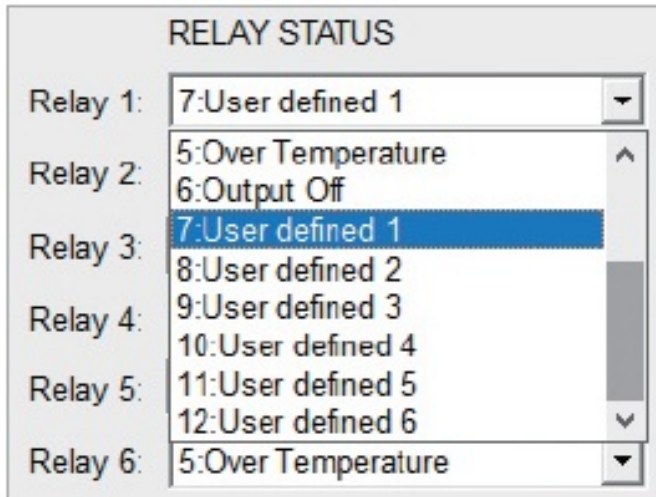 RELAY STATUS
Relay 1: 7:User defined 1
5:Over Temperature
Relay 2:
6:Output Off
7:User defined 1
Relay 3:
8:User defined 2
9:User defined 3
Relay 4:
10:User defined 4
11:User defined 5
Relay 5:
12:User defined 6
Relay 6: 5:Over Temperature